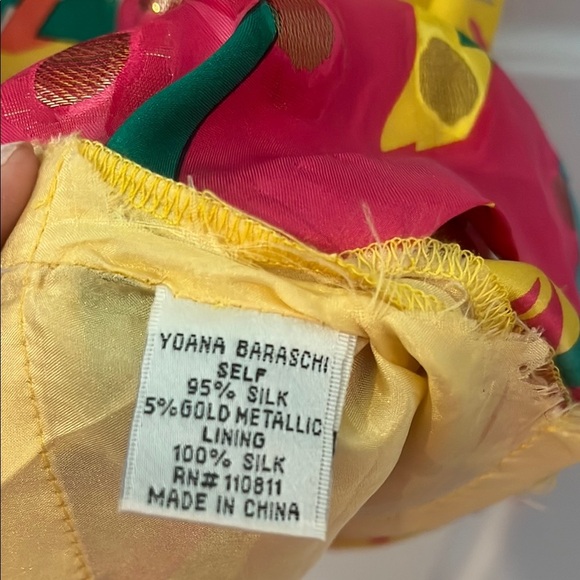 YOANA BARASCHI
SELF
95% SILK
5% GOLD METALLIC
LINING
100% SILK
RN# 110811
MADE IN CHINA